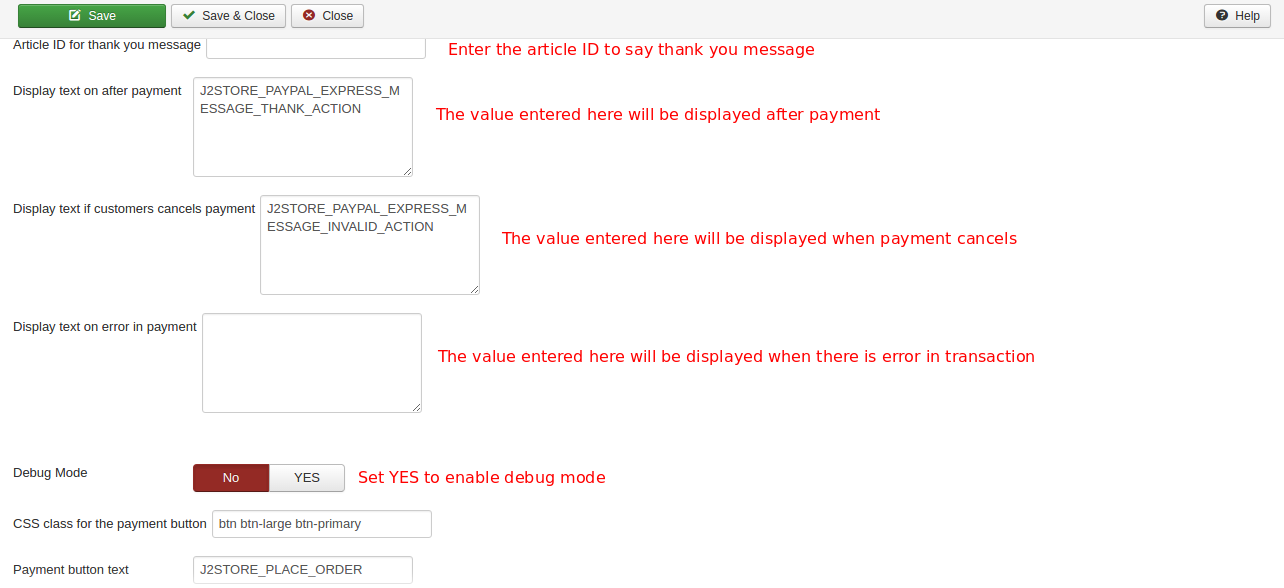 Save
Save & Close
Close
Help
Article ID for thank you message
Enter the article ID to say thank you message
Display text on after payment
J2STORE_PAYPAL_EXPRESS_M
ESSAGE_THANK_ACTION
The value entered here will be displayed after payment
Display text if customers cancels payment
J2STORE_PAYPAL_EXPRESS_M
ESSAGE_INVALID_ACTION
The value entered here will be displayed when payment cancels
Display text on error in payment
The value entered here will be displayed when there is error in transaction
Debug Mode
No
YES
Set YES to enable debug mode
CSS class for the payment button
btn btn-large btn-primary
Payment button text
J2STORE_PLACE_ORDER